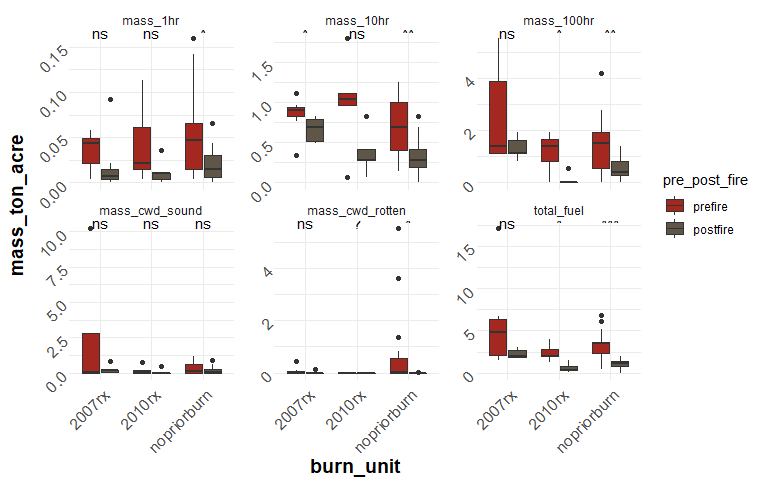 mass_1hr mass_10hr mass_100hr
ns ns * * ns ** ns * **
0.15
0.10
0.05
0.00
1.5
1.0
0.5
0.0
4
2
0
mass_ton_acre
mass_cwd_sound mass_cwd_rotten total_fuel
ns ns ns ns * ns * ***
10.0
7.5
5.0
2.5
0.0
4
2
0
15
10
5
0
2007rx 2010rx nopriorburn 2007rx 2010rx nopriorburn 2007rx 2010rx nopriorburn
burn_unit
pre_post_fire
prefire
postfire